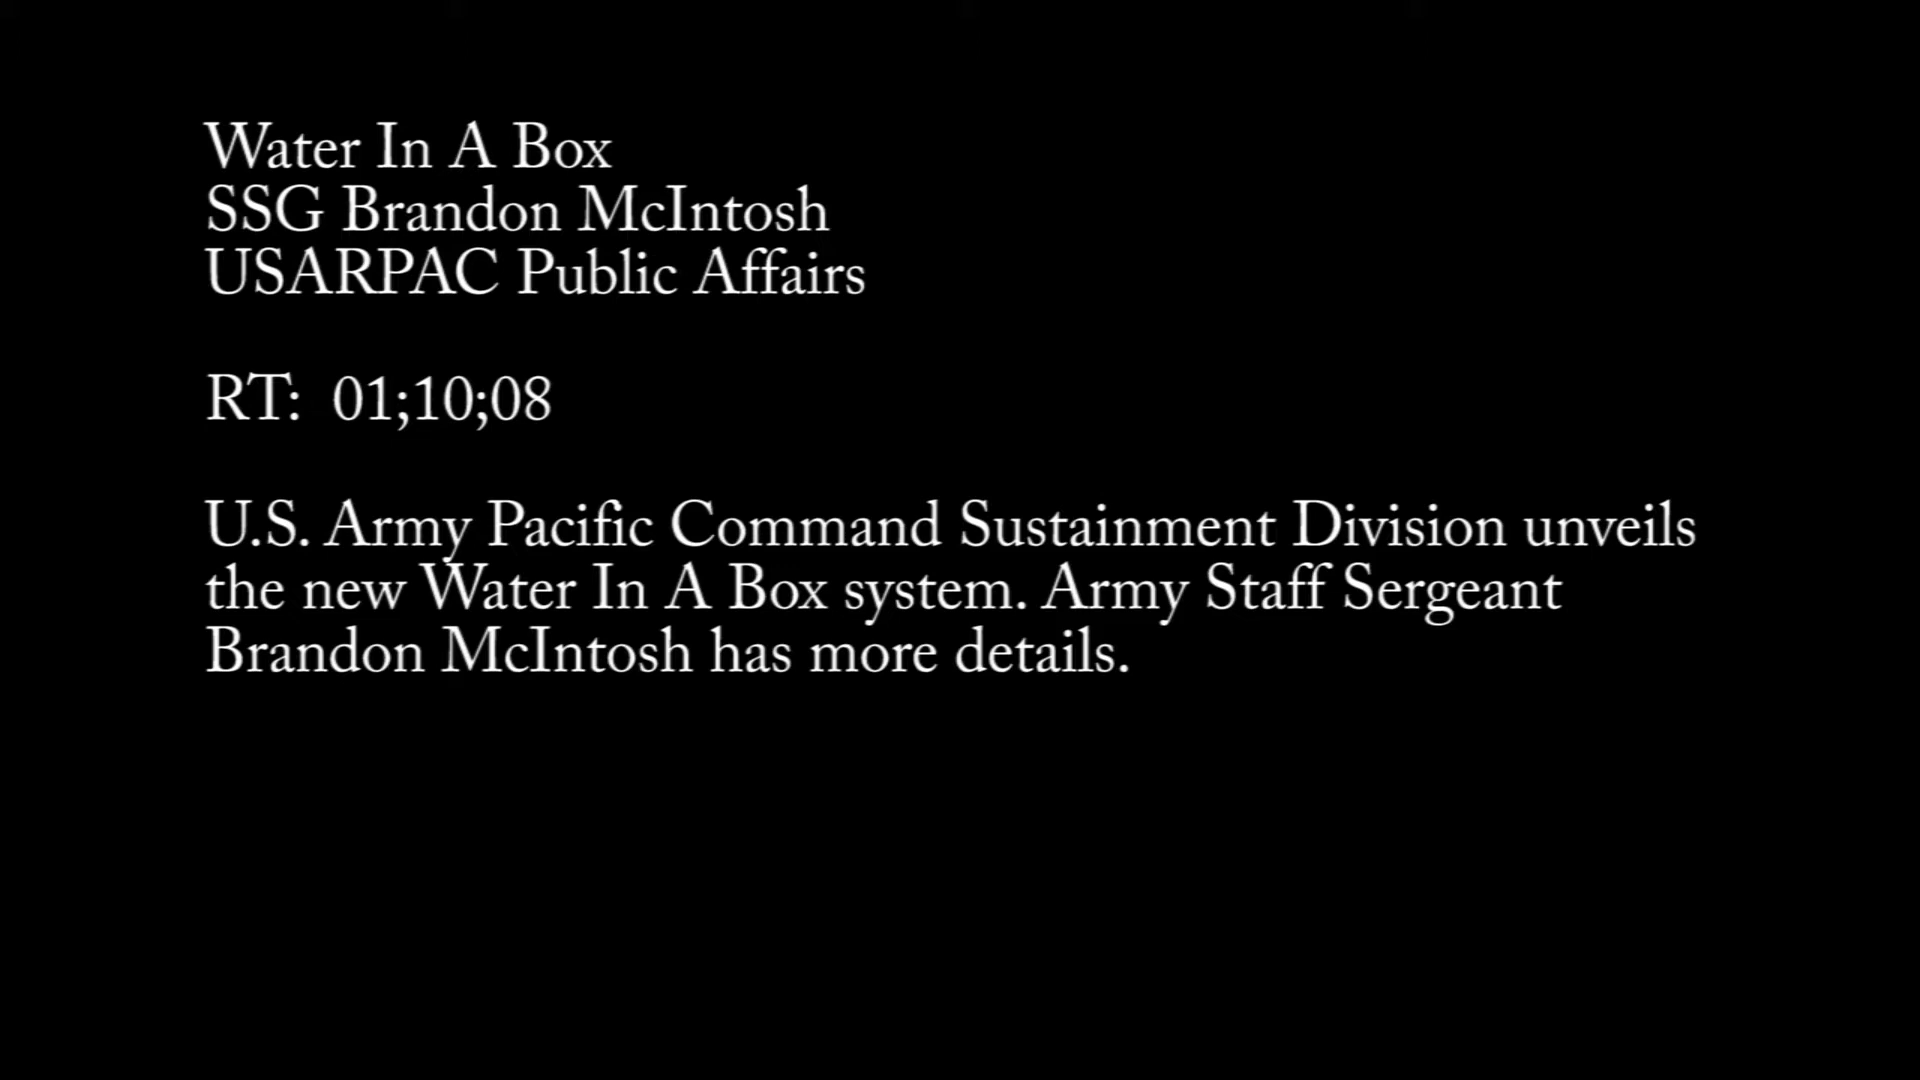 Water In A Box
SSG Brandon McIntosh
USARPAC Public Affairs
RT:  01;10;08
U.S. Army Pacific Command Sustainment Division unveils
the new Water In A Box system. Army Staff Sergeant
Brandon McIntosh has more details.